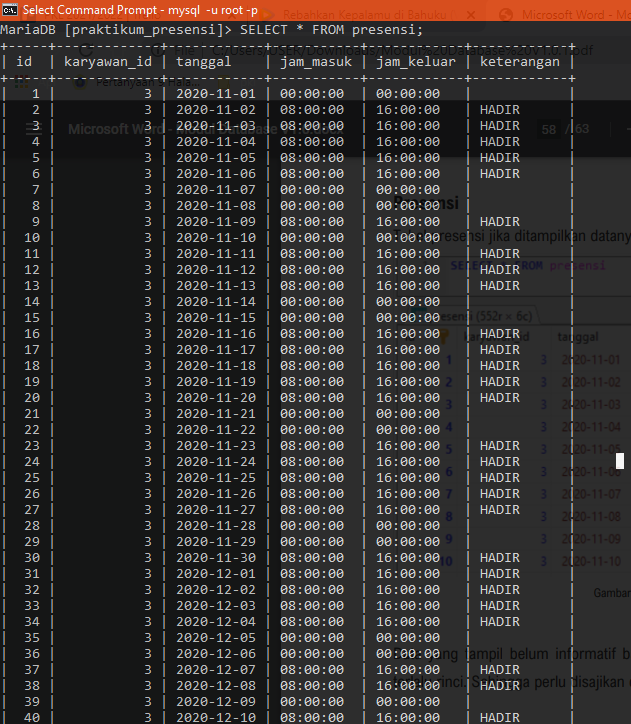 Select Command Prompt - mysql -u root -p
MariaDB [praktikum_presensi]> SELECT * FROM presensi;
+----+-------------+------------+-----------+------------+------------+
| id | karyawan_id | tanggal | jam_masuk | jam_keluar | keterangan |
+----+-------------+------------+-----------+------------+------------+
| 1 | 3 | 2020-11-01 | 00:00:00 | 00:00:00 | |
| 2 | 3 | 2020-11-02 | 08:00:00 | 16:00:00 | HADIR |
| 3 | 3 | 2020-11-03 | 08:00:00 | 16:00:00 | HADIR |
| 4 | 3 | 2020-11-04 | 08:00:00 | 16:00:00 | HADIR |
| 5 | 3 | 2020-11-05 | 08:00:00 | 16:00:00 | HADIR |
| 6 | 3 | 2020-11-06 | 08:00:00 | 16:00:00 | HADIR |
| 7 | 3 | 2020-11-07 | 00:00:00 | 00:00:00 | |
| 8 | 3 | 2020-11-08 | 00:00:00 | 00:00:00 | |
| 9 | 3 | 2020-11-09 | 08:00:00 | 16:00:00 | HADIR |
| 10 | 3 | 2020-11-10 | 00:00:00 | 00:00:00 | |
| 11 | 3 | 2020-11-11 | 08:00:00 | 16:00:00 | HADIR |
| 12 | 3 | 2020-11-12 | 08:00:00 | 16:00:00 | HADIR |
| 13 | 3 | 2020-11-13 | 08:00:00 | 16:00:00 | HADIR |
| 14 | 3 | 2020-11-14 | 00:00:00 | 00:00:00 | |
| 15 | 3 | 2020-11-15 | 00:00:00 | 00:00:00 | |
| 16 | 3 | 2020-11-16 | 08:00:00 | 16:00:00 | HADIR |
| 17 | 3 | 2020-11-17 | 08:00:00 | 16:00:00 | HADIR |
| 18 | 3 | 2020-11-18 | 08:00:00 | 16:00:00 | HADIR |
| 19 | 3 | 2020-11-19 | 08:00:00 | 16:00:00 | HADIR |
| 20 | 3 | 2020-11-20 | 08:00:00 | 16:00:00 | HADIR |
| 21 | 3 | 2020-11-21 | 00:00:00 | 00:00:00 | |
| 22 | 3 | 2020-11-22 | 00:00:00 | 00:00:00 | |
| 23 | 3 | 2020-11-23 | 08:00:00 | 16:00:00 | HADIR |
| 24 | 3 | 2020-11-24 | 08:00:00 | 16:00:00 | HADIR |
| 25 | 3 | 2020-11-25 | 08:00:00 | 16:00:00 | HADIR |
| 26 | 3 | 2020-11-26 | 08:00:00 | 16:00:00 | HADIR |
| 27 | 3 | 2020-11-27 | 08:00:00 | 16:00:00 | HADIR |
| 28 | 3 | 2020-11-28 | 00:00:00 | 00:00:00 | |
| 29 | 3 | 2020-11-29 | 00:00:00 | 00:00:00 | |
| 30 | 3 | 2020-11-30 | 08:00:00 | 16:00:00 | HADIR |
| 31 | 3 | 2020-12-01 | 08:00:00 | 16:00:00 | HADIR |
| 32 | 3 | 2020-12-02 | 08:00:00 | 16:00:00 | HADIR |
| 33 | 3 | 2020-12-03 | 08:00:00 | 16:00:00 | HADIR |
| 34 | 3 | 2020-12-04 | 08:00:00 | 16:00:00 | HADIR |
| 35 | 3 | 2020-12-05 | 00:00:00 | 00:00:00 | |
| 36 | 3 | 2020-12-06 | 00:00:00 | 00:00:00 | |
| 37 | 3 | 2020-12-07 | 08:00:00 | 16:00:00 | HADIR |
| 38 | 3 | 2020-12-08 | 08:00:00 | 16:00:00 | HADIR |
| 39 | 3 | 2020-12-09 | 00:00:00 | 00:00:00 | |
| 40 | 3 | 2020-12-10 | 08:00:00 | 16:00:00 | HADIR |